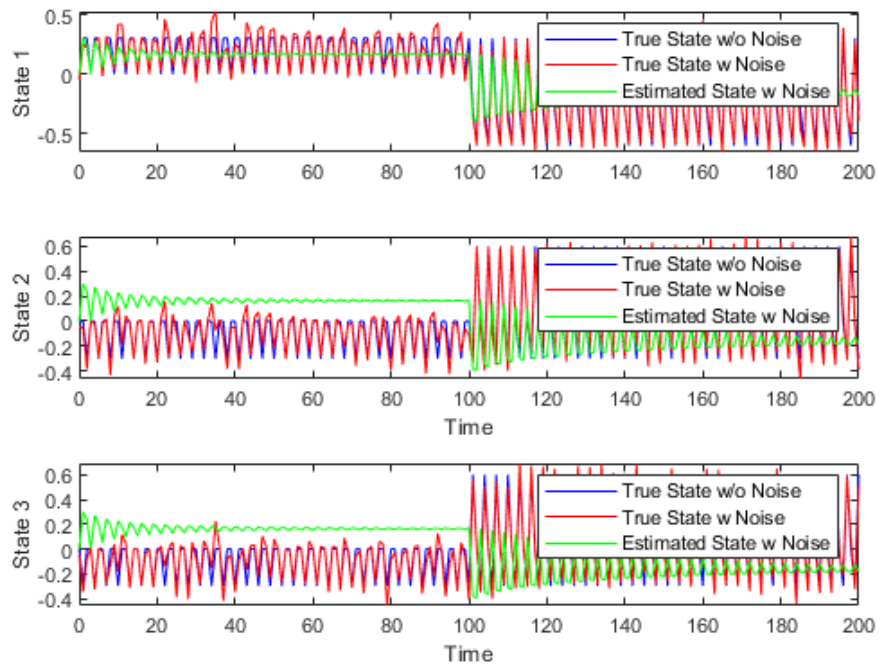 0.5
0
-0.5
State 1
True State w/o Noise
True State w Noise
Estimated State w Noise
0 20 40 60 80 100 120 140 160 180 200
0.6
0.4
0.2
0
-0.2
-0.4
State 2
True State w/o Noise
True State w Noise
Estimated State w Noise
0 20 40 60 80 100 120 140 160 180 200
Time
0.6
0.4
0.2
0
-0.2
-0.4
State 3
True State w/o Noise
True State w Noise
Estimated State w Noise
0 20 40 60 80 100 120 140 160 180 200
Time